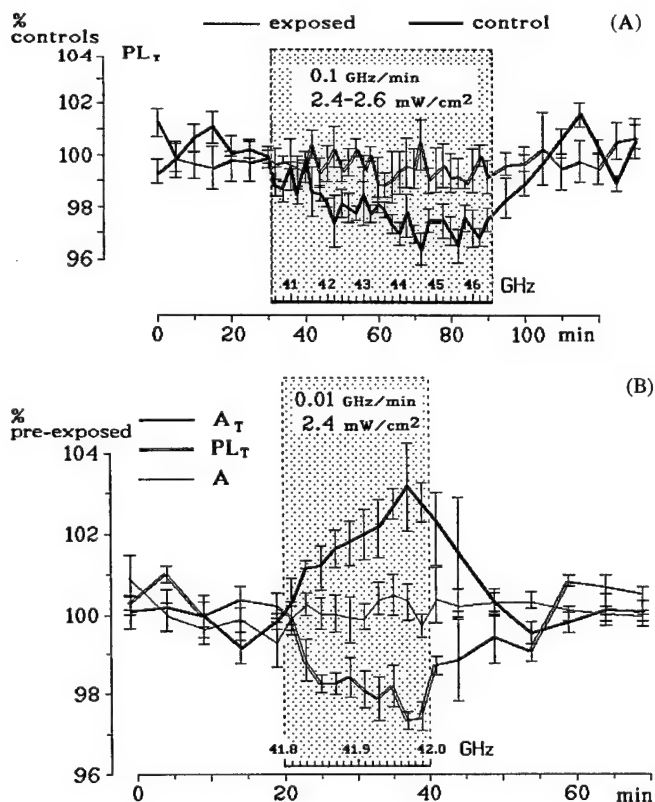 % controls
exposed control (A)
PL T
104
102
100
98
96
0.1 GHz/min
2.4-2.6 mW/cm²
41 42 43 44 45 46 GHz
0 20 40 60 80 100 min
(B)
% pre-exposed
A T
PL T
A
104
102
100
98
96
0.01 GHz/min
2.4 mW/cm²
41.8 41.9 42.0 GHz
0 20 40 60 min